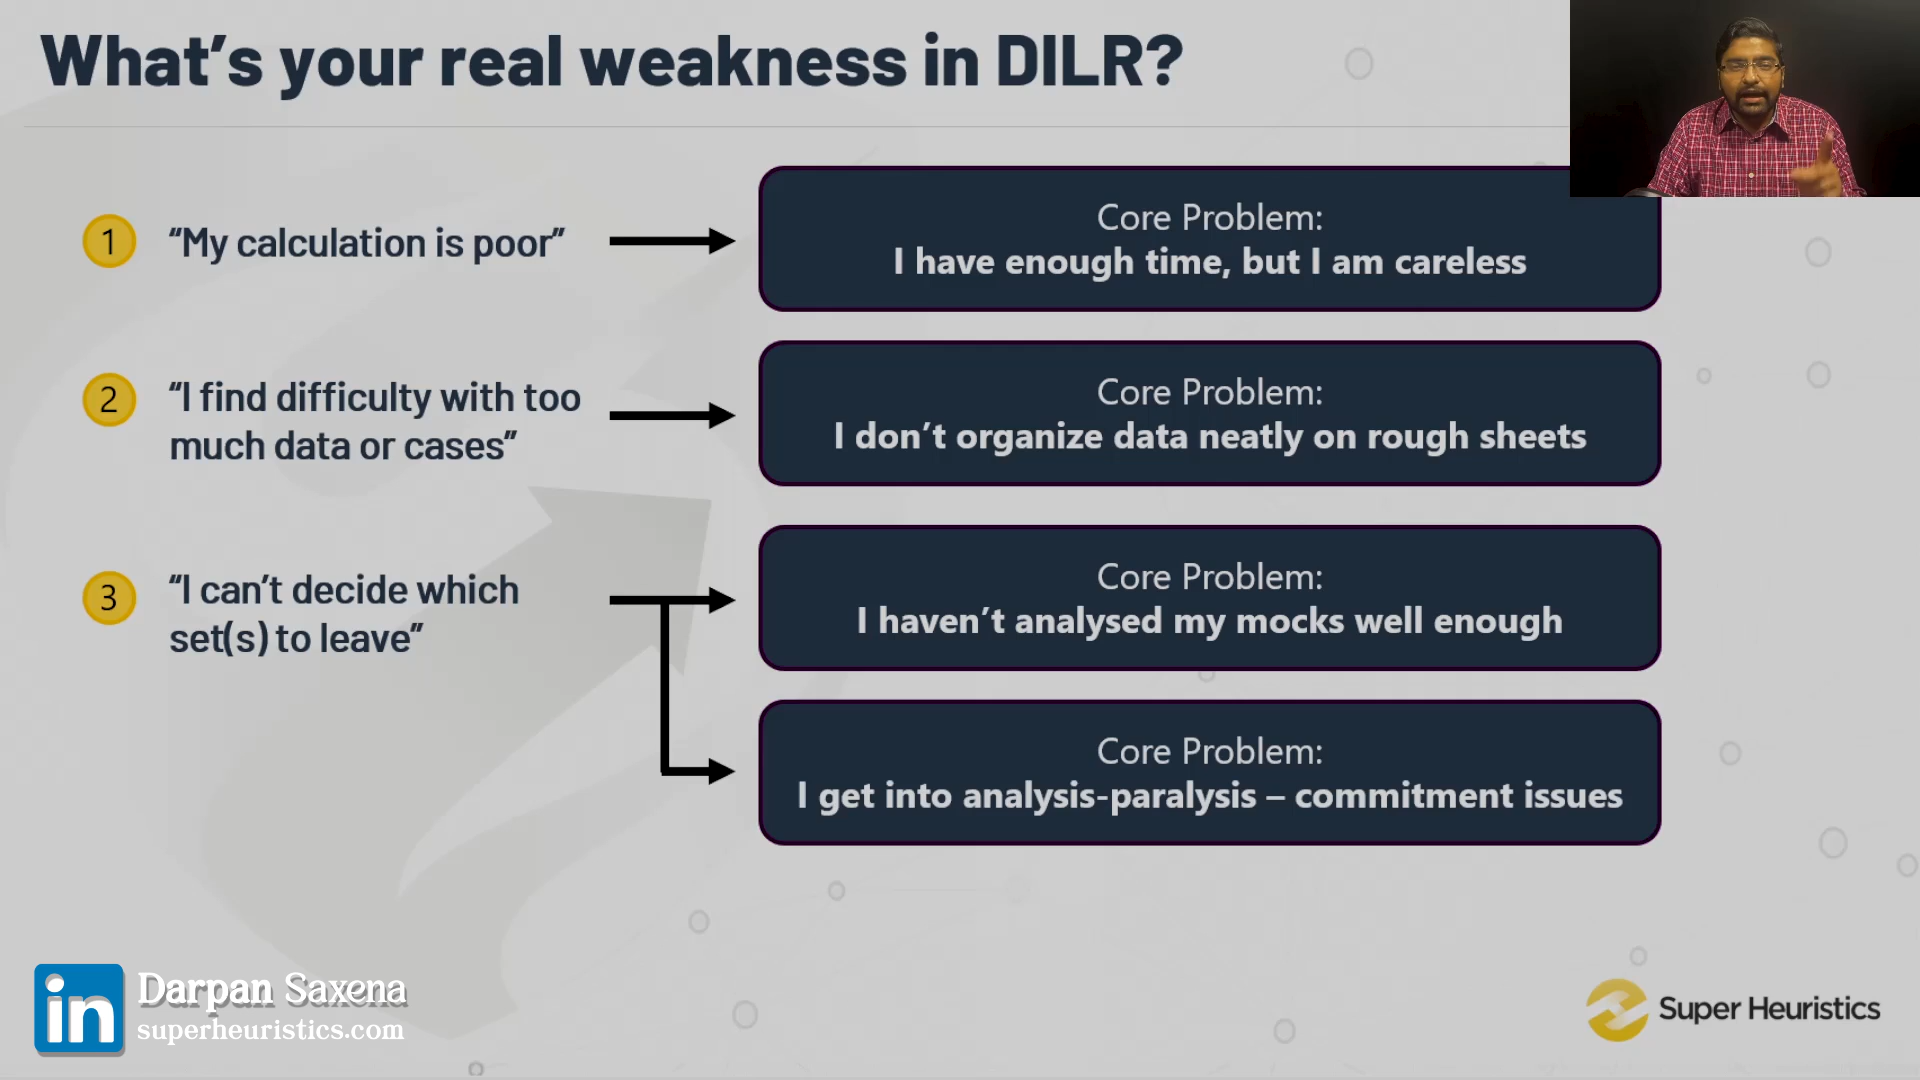 What’s your real weakness in DILR?
1
“My calculation is poor”
Core Problem:
I have enough time, but I am careless
2
“I find difficulty with too
much data or cases”
Core Problem:
I don’t organize data neatly on rough sheets
3
“I can’t decide which
set(s) to leave”
Core Problem:
I haven’t analysed my mocks well enough
Core Problem:
I get into analysis-paralysis – commitment issues
in
Darpan Saxena
superheuristics.com
Super Heuristics